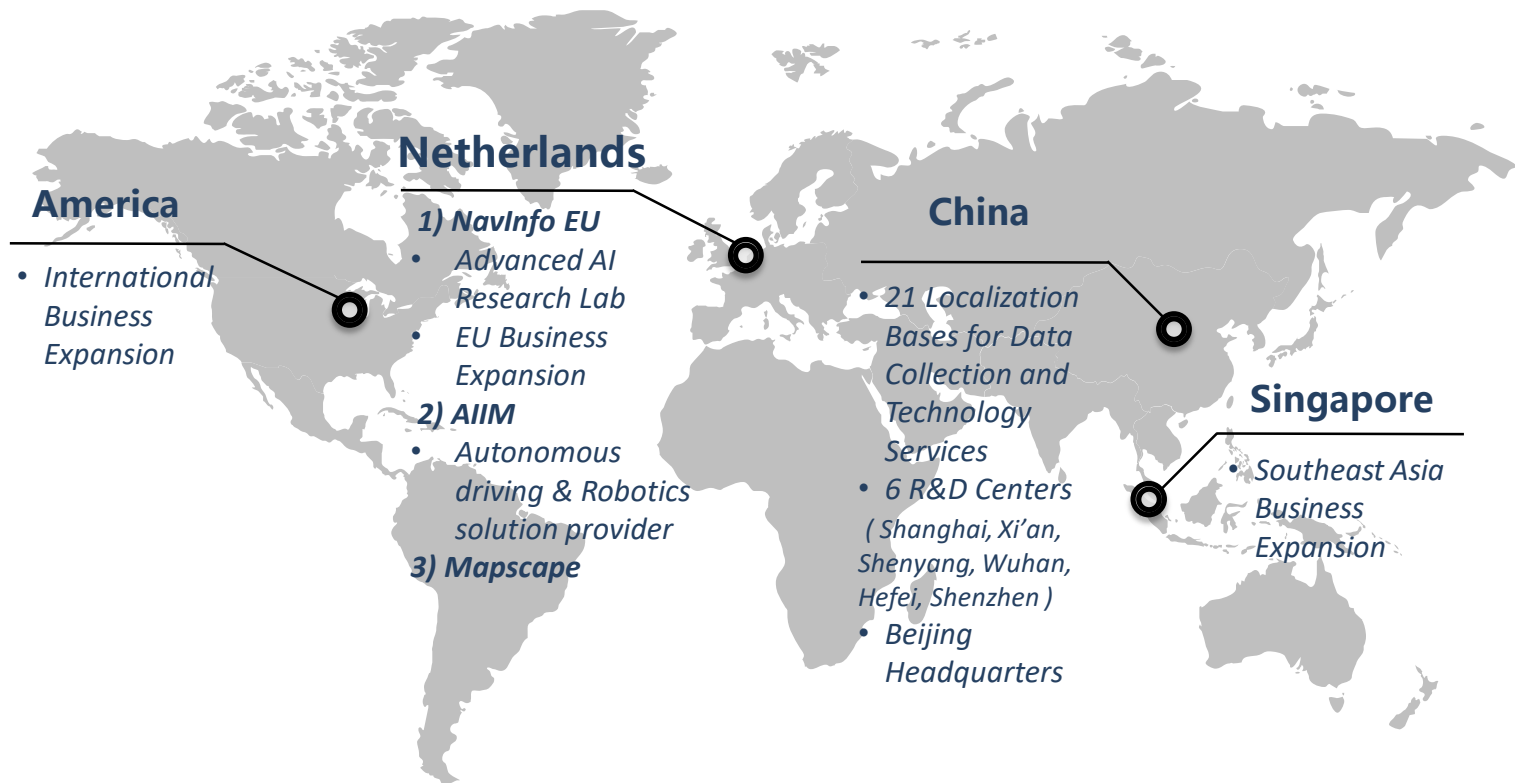 America
• International
Business
Expansion
Netherlands
1) NavInfo EU
• Advanced AI
Research Lab
• EU Business
Expansion
2) AIIM
• Autonomous
driving & Robotics
solution provider
3) Mapscape
China
• 21 Localization
Bases for Data
Collection and
Technology
Services
• 6 R&D Centers
( Shanghai, Xi’an,
Shenyang, Wuhan,
Hefei, Shenzhen )
• Beijing
Headquarters
Singapore
• Southeast Asia
Business
Expansion